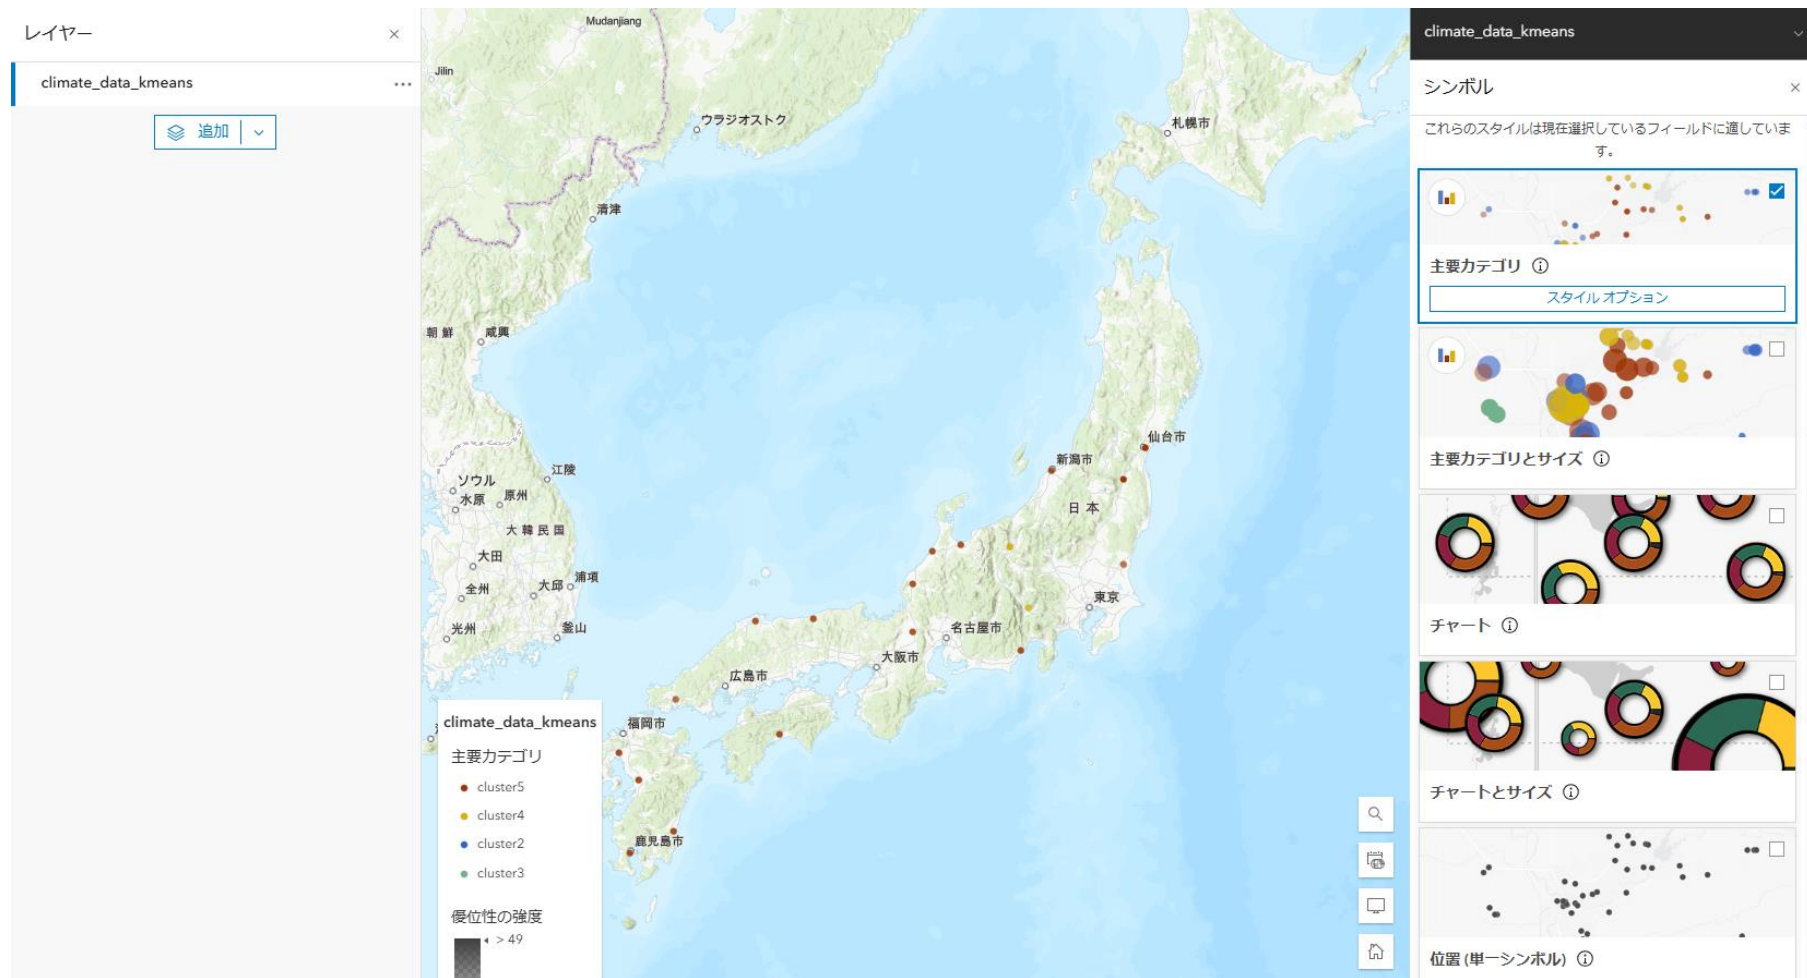 レイヤー
climate_data_kmeans
追加
Mudanjiang
Jilin
ウラジオストク
札幌市
清津
朝鮮
咸興
仙台市
新潟市
日本
江陵
ソウル
水原
原州
大韓民国
大田
全州
大邱
浦項
光州
釜山
東京
名古屋市
大阪市
広島市
福岡市
鹿児島市
climate_data_kmeans
主要カテゴリ
cluster5
cluster4
cluster2
cluster3
優位性の強度
> 49
climate_data_kmeans
シンボル
これらのスタイルは現在選択しているフィールドに適していま
す。
主要カテゴリ
スタイル オプション
主要カテゴリとサイズ
チャート
チャートとサイズ
位置 (単一シンボル)